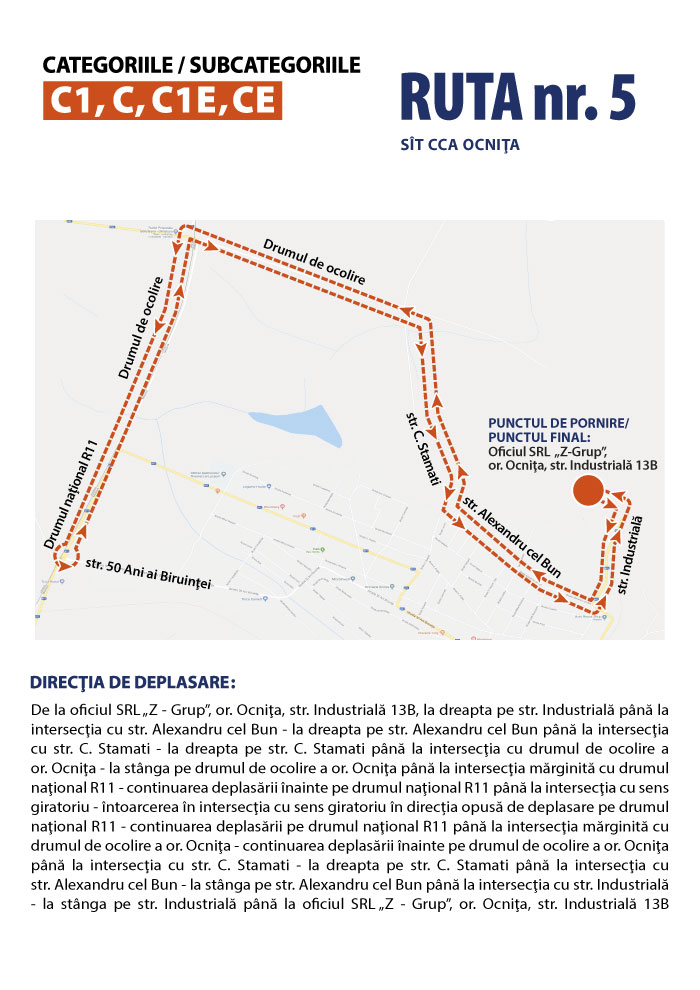 CATEGORIILE / SUBCATEGORIILE
C1, C, C1E, CE
RUTA nr. 5
SÎT CCA OCNIŢA
Drumul de ocolire
Drumul de ocolire
Drumul naţional R11
str. C. Stamati
PUNCTUL DE PORNIRE/
PUNCTUL FINAL:
Oficiul SRL „Z-Grup”,
or. Ocniţa, str. Industrială 13B
str. Alexandru cel Bun
str. Industrială
str. 50 Ani ai Biruinţei
DIRECŢIA DE DEPLASARE:
De la oficiul SRL „Z - Grup”, or. Ocniţa, str. Industrială 13B, la dreapta pe str. Industrială până la
intersecţia cu str. Alexandru cel Bun - la dreapta pe str. Alexandru cel Bun până la intersecţia
cu str. C. Stamati - la dreapta pe str. C. Stamati până la intersecţia cu drumul de ocolire a
or. Ocniţa - la stânga pe drumul de ocolire a or. Ocniţa până la intersecţia mărginită cu drumul
naţional R11 - continuarea deplasării înainte pe drumul naţional R11 până la intersecţia cu sens
giratoriu - întoarcerea în intersecţia cu sens giratoriu în direcţia opusă de deplasare pe drumul
naţional R11 - continuarea deplasării pe drumul naţional R11 până la intersecţia mărginită cu
drumul de ocolire a or. Ocniţa - continuarea deplasării înainte pe drumul de ocolire a or. Ocniţa
până la intersecţia cu str. C. Stamati - la dreapta pe str. C. Stamati până la intersecţia cu
str. Alexandru cel Bun - la stânga pe str. Alexandru cel Bun până la intersecţia cu str. Industrială
- la stânga pe str. Industrială până la oficiul SRL „Z - Grup”, or. Ocniţa, str. Industrială 13B